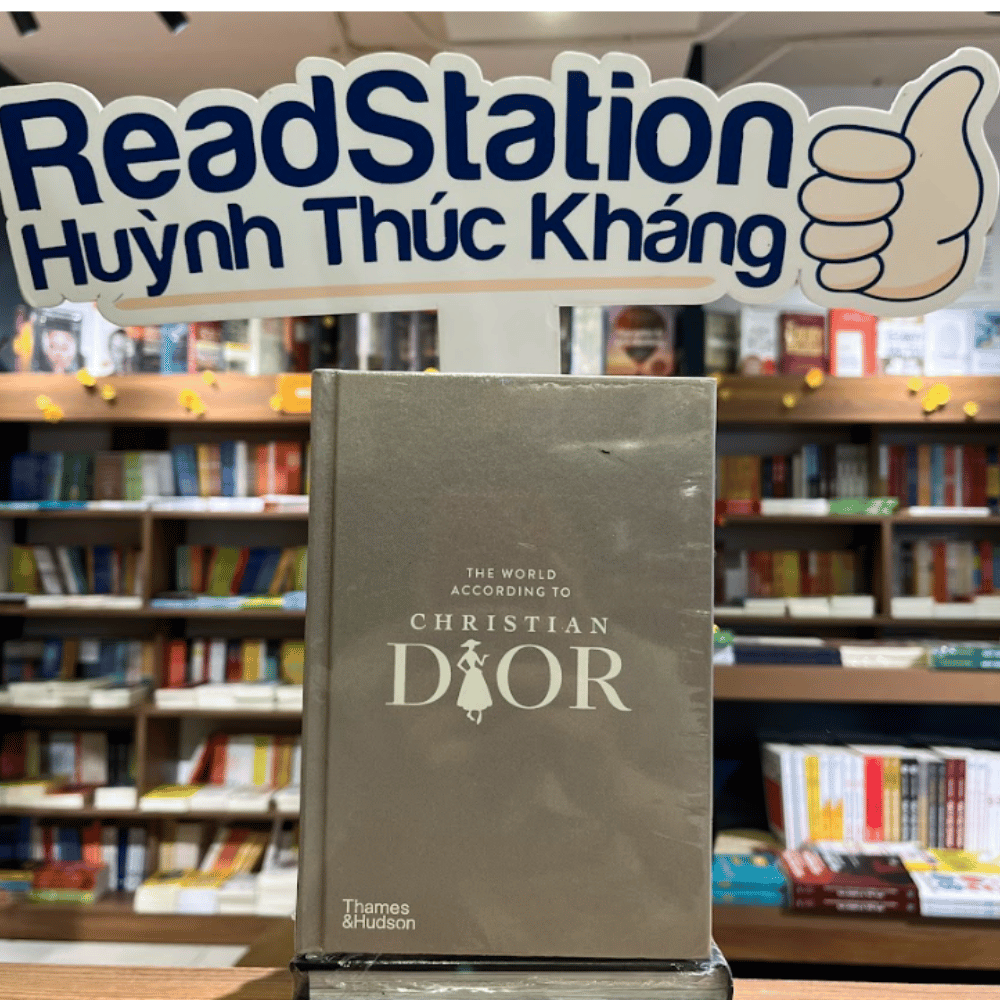 ReadStation
Huỳnh Thúc Kháng
THE WORLD
ACCORDING TO
CHRISTIAN
DIOR
Thames
&Hudson